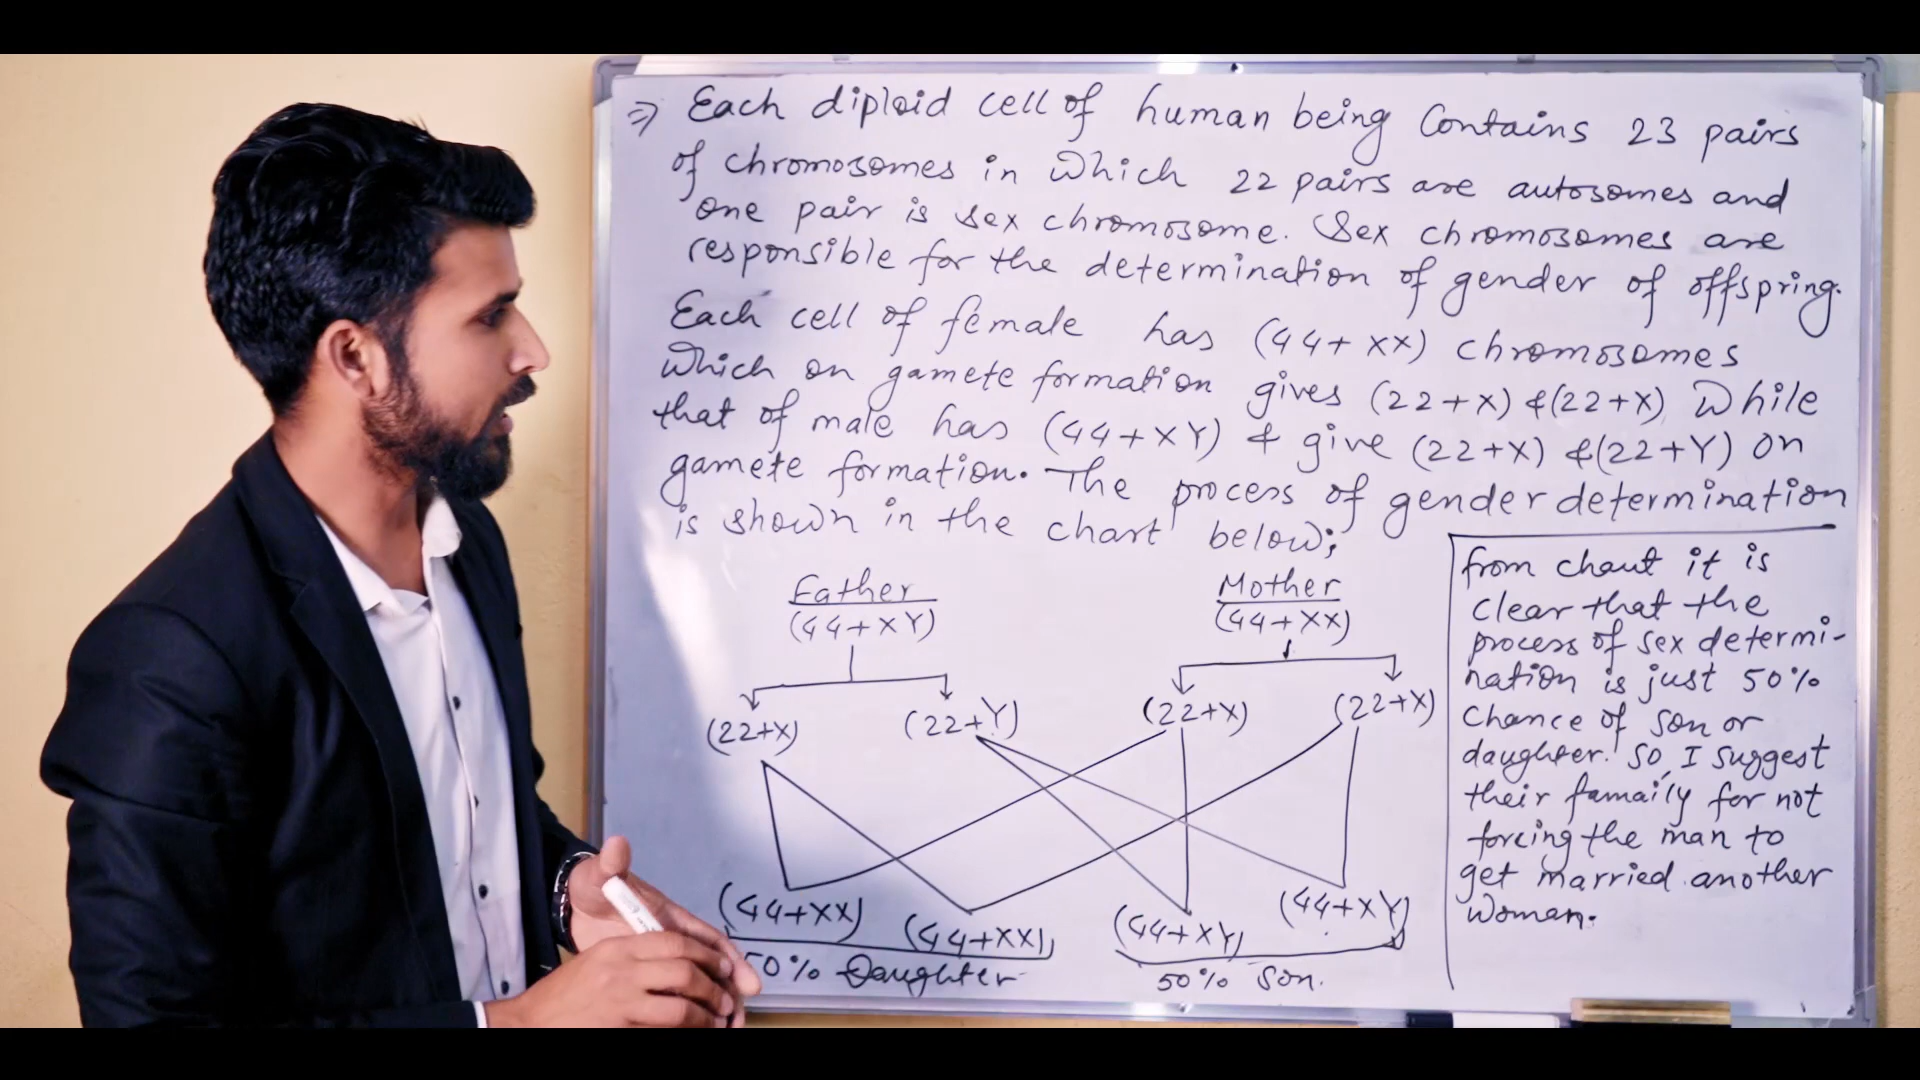 ⇒ Each diploid cell of human being Contains 23 pairs
of chromosomes in which 22 pairs are autosomes and
one pair is sex chromosome. Sex chromosomes are
responsible for the determination of gender of offspring.
Each cell of female has (44+XX) chromosomes
which on gamete formation gives (22+X) &(22+X) While
that of male has (44+XY) & give (22+X) &(22+Y) on
gamete formation. The process of gender determination
is shown in the chart below;
Father
(44+XY)
Mother
(44+XX)
(22+X)
(22+Y)
(22+X)
(22+X)
(44+XX)
(44+XX)
(44+XY)
(44+XY)
50% Daughter
50% Son.
from chaut it is
clear that the
process of sex determi-
nation is just 50%
Chance of son or
daughter. So, I suggest
their famaily for not
forcing the man to
get married another
woman.